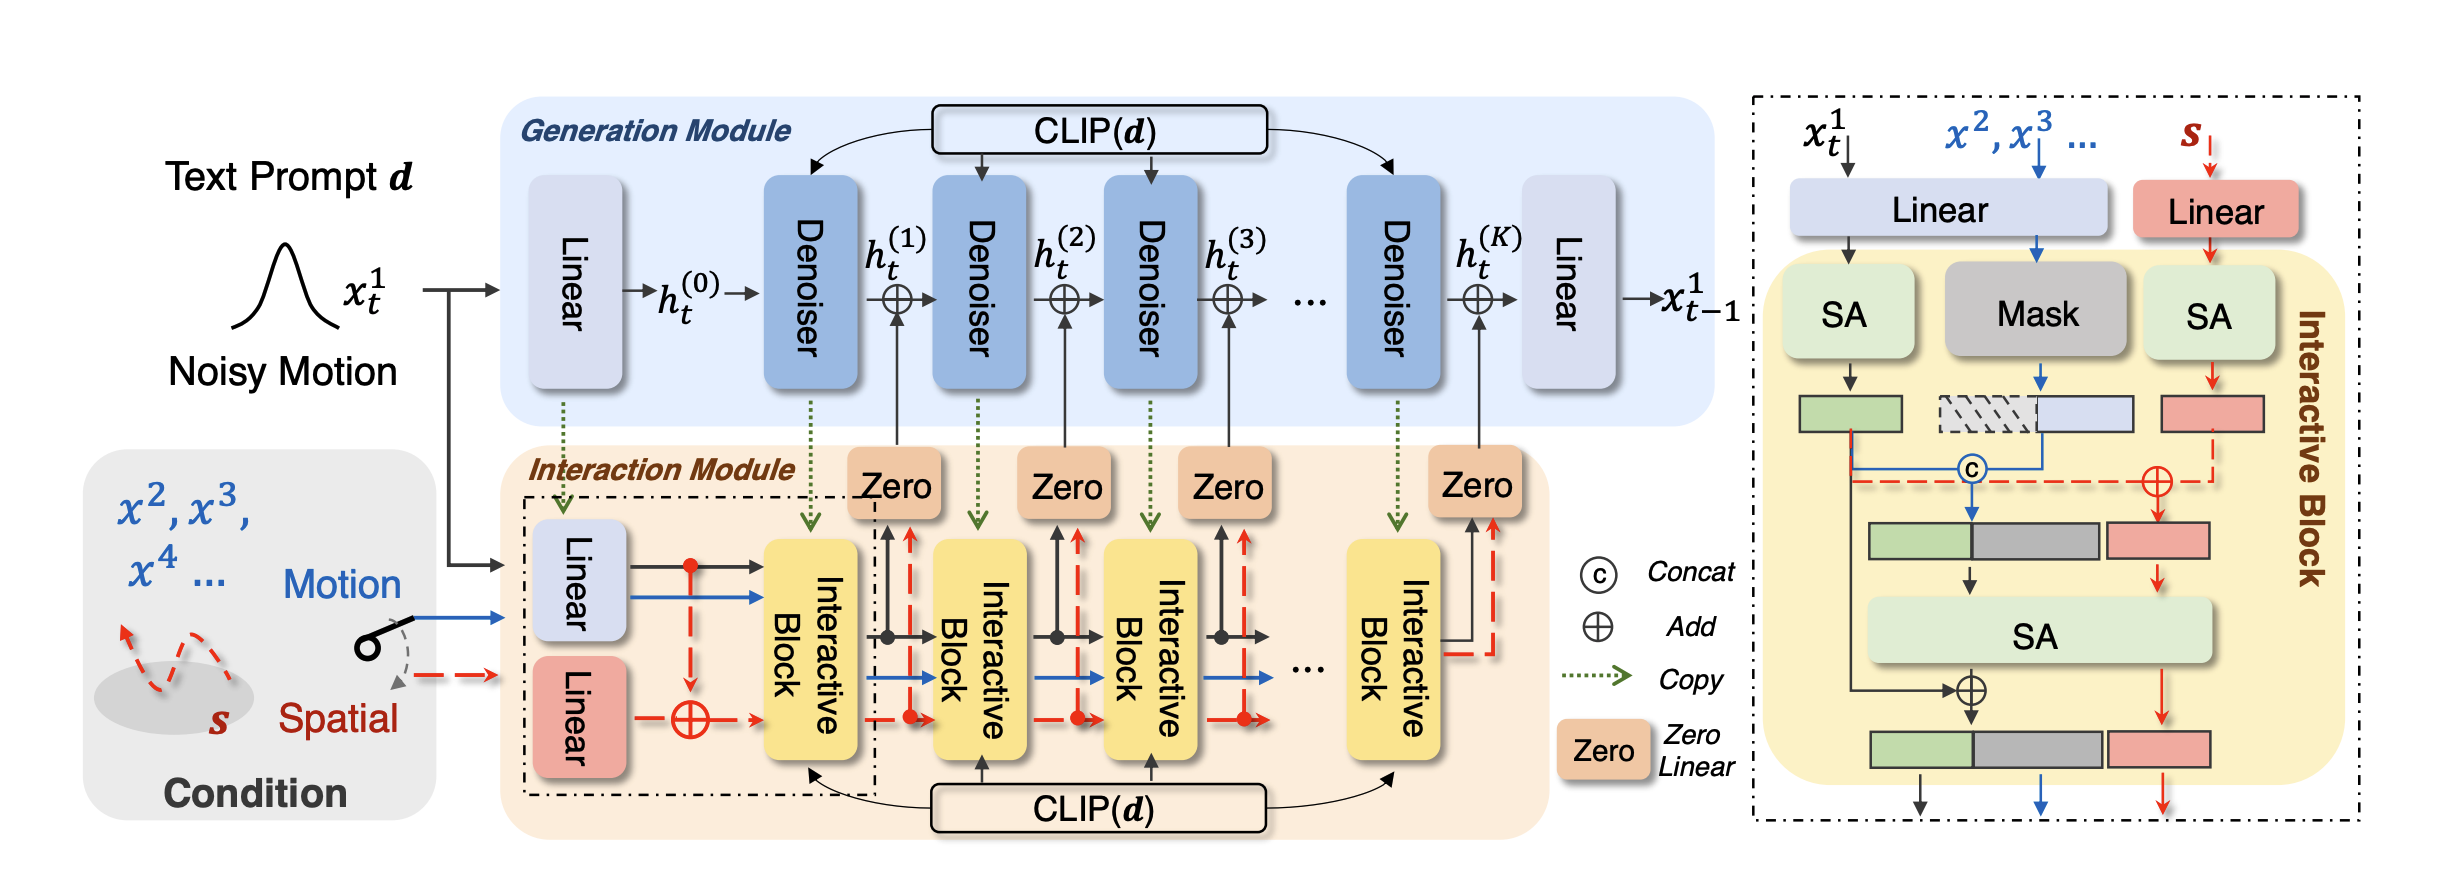 Text Prompt d
x_t^1
Noisy Motion
x^2, x^3,
x^4 ...
Motion
s
Spatial
Condition
Generation Module
CLIP(d)
Linear
h_t^(0)
Denoiser
h_t^(1)
Denoiser
h_t^(2)
Denoiser
h_t^(3)
...
Denoiser
h_t^(K)
Linear
x_{t-1}^1
Interaction Module
Zero
Zero
Zero
Zero
Linear
Linear
Interactive
Block
Interactive
Block
Interactive
Block
...
Interactive
Block
CLIP(d)
c Concat
Add
Copy
Zero
Zero
Linear
x_t^1
x^2, x^3 ...
s
Linear
Linear
SA
Mask
SA
c
SA
Interactive Block